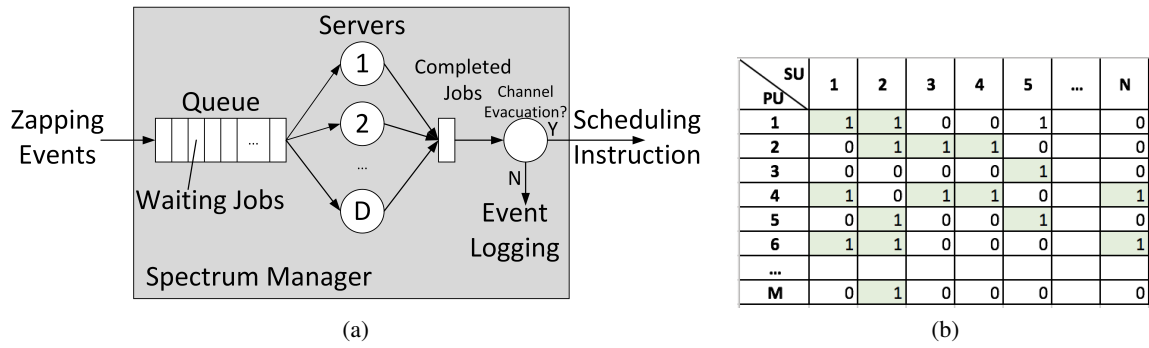 Servers
Zapping
Events
Queue
...
Waiting Jobs
1
2
...
D
Completed
Jobs
Channel
Evacuation?
Y
N
Event
Logging
Scheduling
Instruction
Spectrum Manager
(a)
SU
PU
1 2 3 4 5 ... N
1 1 1 0 0 1 0
2 0 1 1 1 0 0
3 0 0 0 0 1 0
4 1 0 1 1 0 1
5 0 1 0 0 1 0
6 1 1 0 0 0 1
...
M 0 1 0 0 0 0
(b)